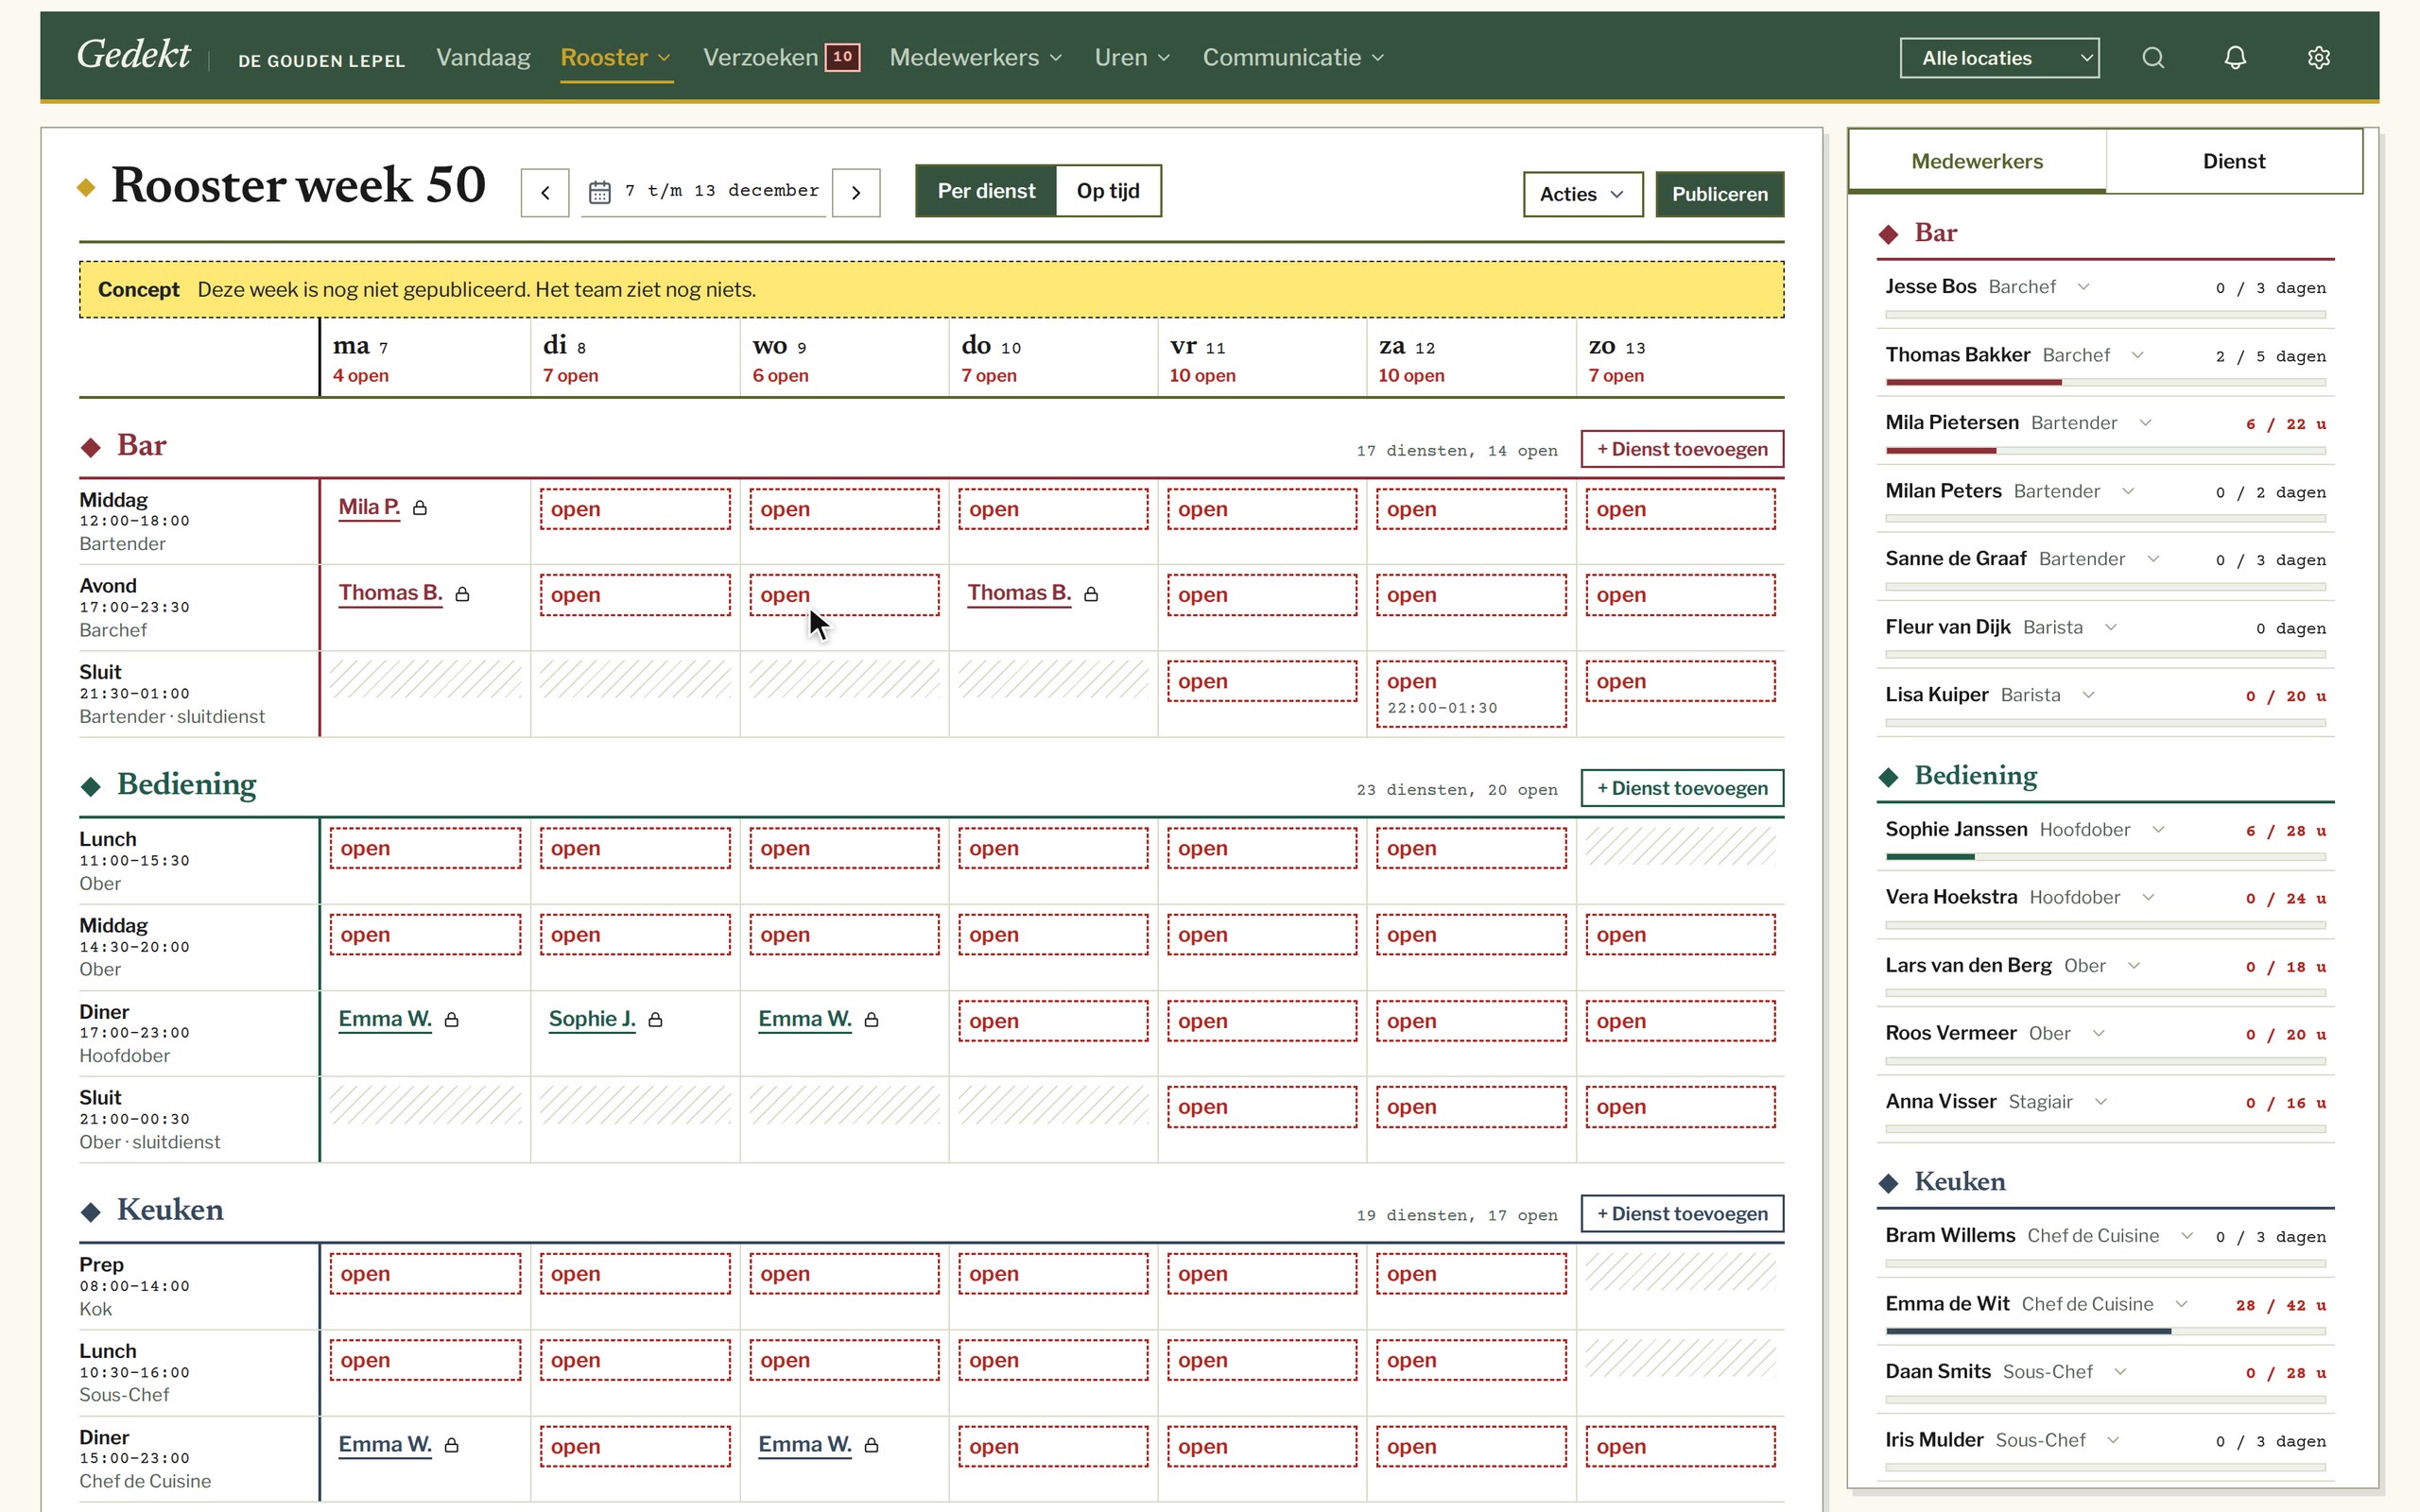 Gedekt DE GOUDEN LEPEL Vandaag Rooster Verzoeken 10 Medewerkers Uren Communicatie Alle locaties
Rooster week 50 7 t/m 13 december Per dienst Op tijd Acties Publiceren
Concept Deze week is nog niet gepubliceerd. Het team ziet nog niets.
ma 7 di 8 wo 9 do 10 vr 11 za 12 zo 13
4 open 7 open 6 open 7 open 10 open 10 open 7 open
Bar 17 diensten, 14 open + Dienst toevoegen
Middag Mila P. open open open open open open
12:00–18:00
Bartender
Avond Thomas B. open open Thomas B. open open open
17:00–23:30
Barchef
Sluit open open open
21:30–01:00 22:00–01:30
Bartender · sluitdienst
Bediening 23 diensten, 20 open + Dienst toevoegen
Lunch open open open open open open
11:00–15:30
Ober
Middag open open open open open open open
14:30–20:00
Ober
Diner Emma W. Sophie J. Emma W. open open open open
17:00–23:00
Hoofdober
Sluit open open open
21:00–00:30
Ober · sluitdienst
Keuken 19 diensten, 17 open + Dienst toevoegen
Prep open open open open open open
08:00–14:00
Kok
Lunch open open open open open open
10:30–16:00
Sous-Chef
Diner Emma W. open Emma W. open open open open
15:00–23:00
Chef de Cuisine
Medewerkers Dienst
Bar
Jesse Bos Barchef 0 / 3 dagen
Thomas Bakker Barchef 2 / 5 dagen
Mila Pietersen Bartender 6 / 22 u
Milan Peters Bartender 0 / 2 dagen
Sanne de Graaf Bartender 0 / 3 dagen
Fleur van Dijk Barista 0 dagen
Lisa Kuiper Barista 0 / 20 u
Bediening
Sophie Janssen Hoofdober 6 / 28 u
Vera Hoekstra Hoofdober 0 / 24 u
Lars van den Berg Ober 0 / 18 u
Roos Vermeer Ober 0 / 20 u
Anna Visser Stagiair 0 / 16 u
Keuken
Bram Willems Chef de Cuisine 0 / 3 dagen
Emma de Wit Chef de Cuisine 28 / 42 u
Daan Smits Sous-Chef 0 / 28 u
Iris Mulder Sous-Chef 0 / 3 dagen